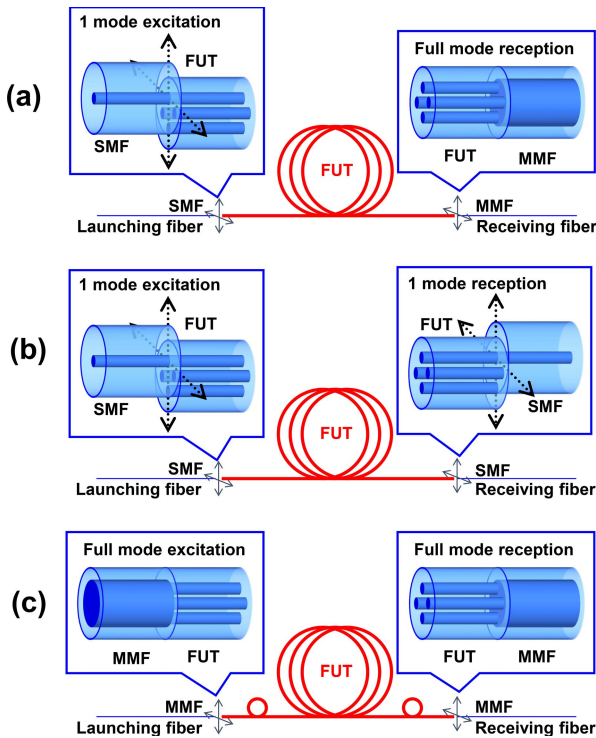 (a)
1 mode excitation
FUT
SMF
SMF
Launching fiber
FUT
Full mode reception
FUT
MMF
MMF
Receiving fiber
(b)
1 mode excitation
FUT
SMF
SMF
Launching fiber
FUT
1 mode reception
FUT
SMF
SMF
Receiving fiber
(c)
Full mode excitation
MMF
FUT
MMF
Launching fiber
FUT
Full mode reception
FUT
MMF
MMF
Receiving fiber